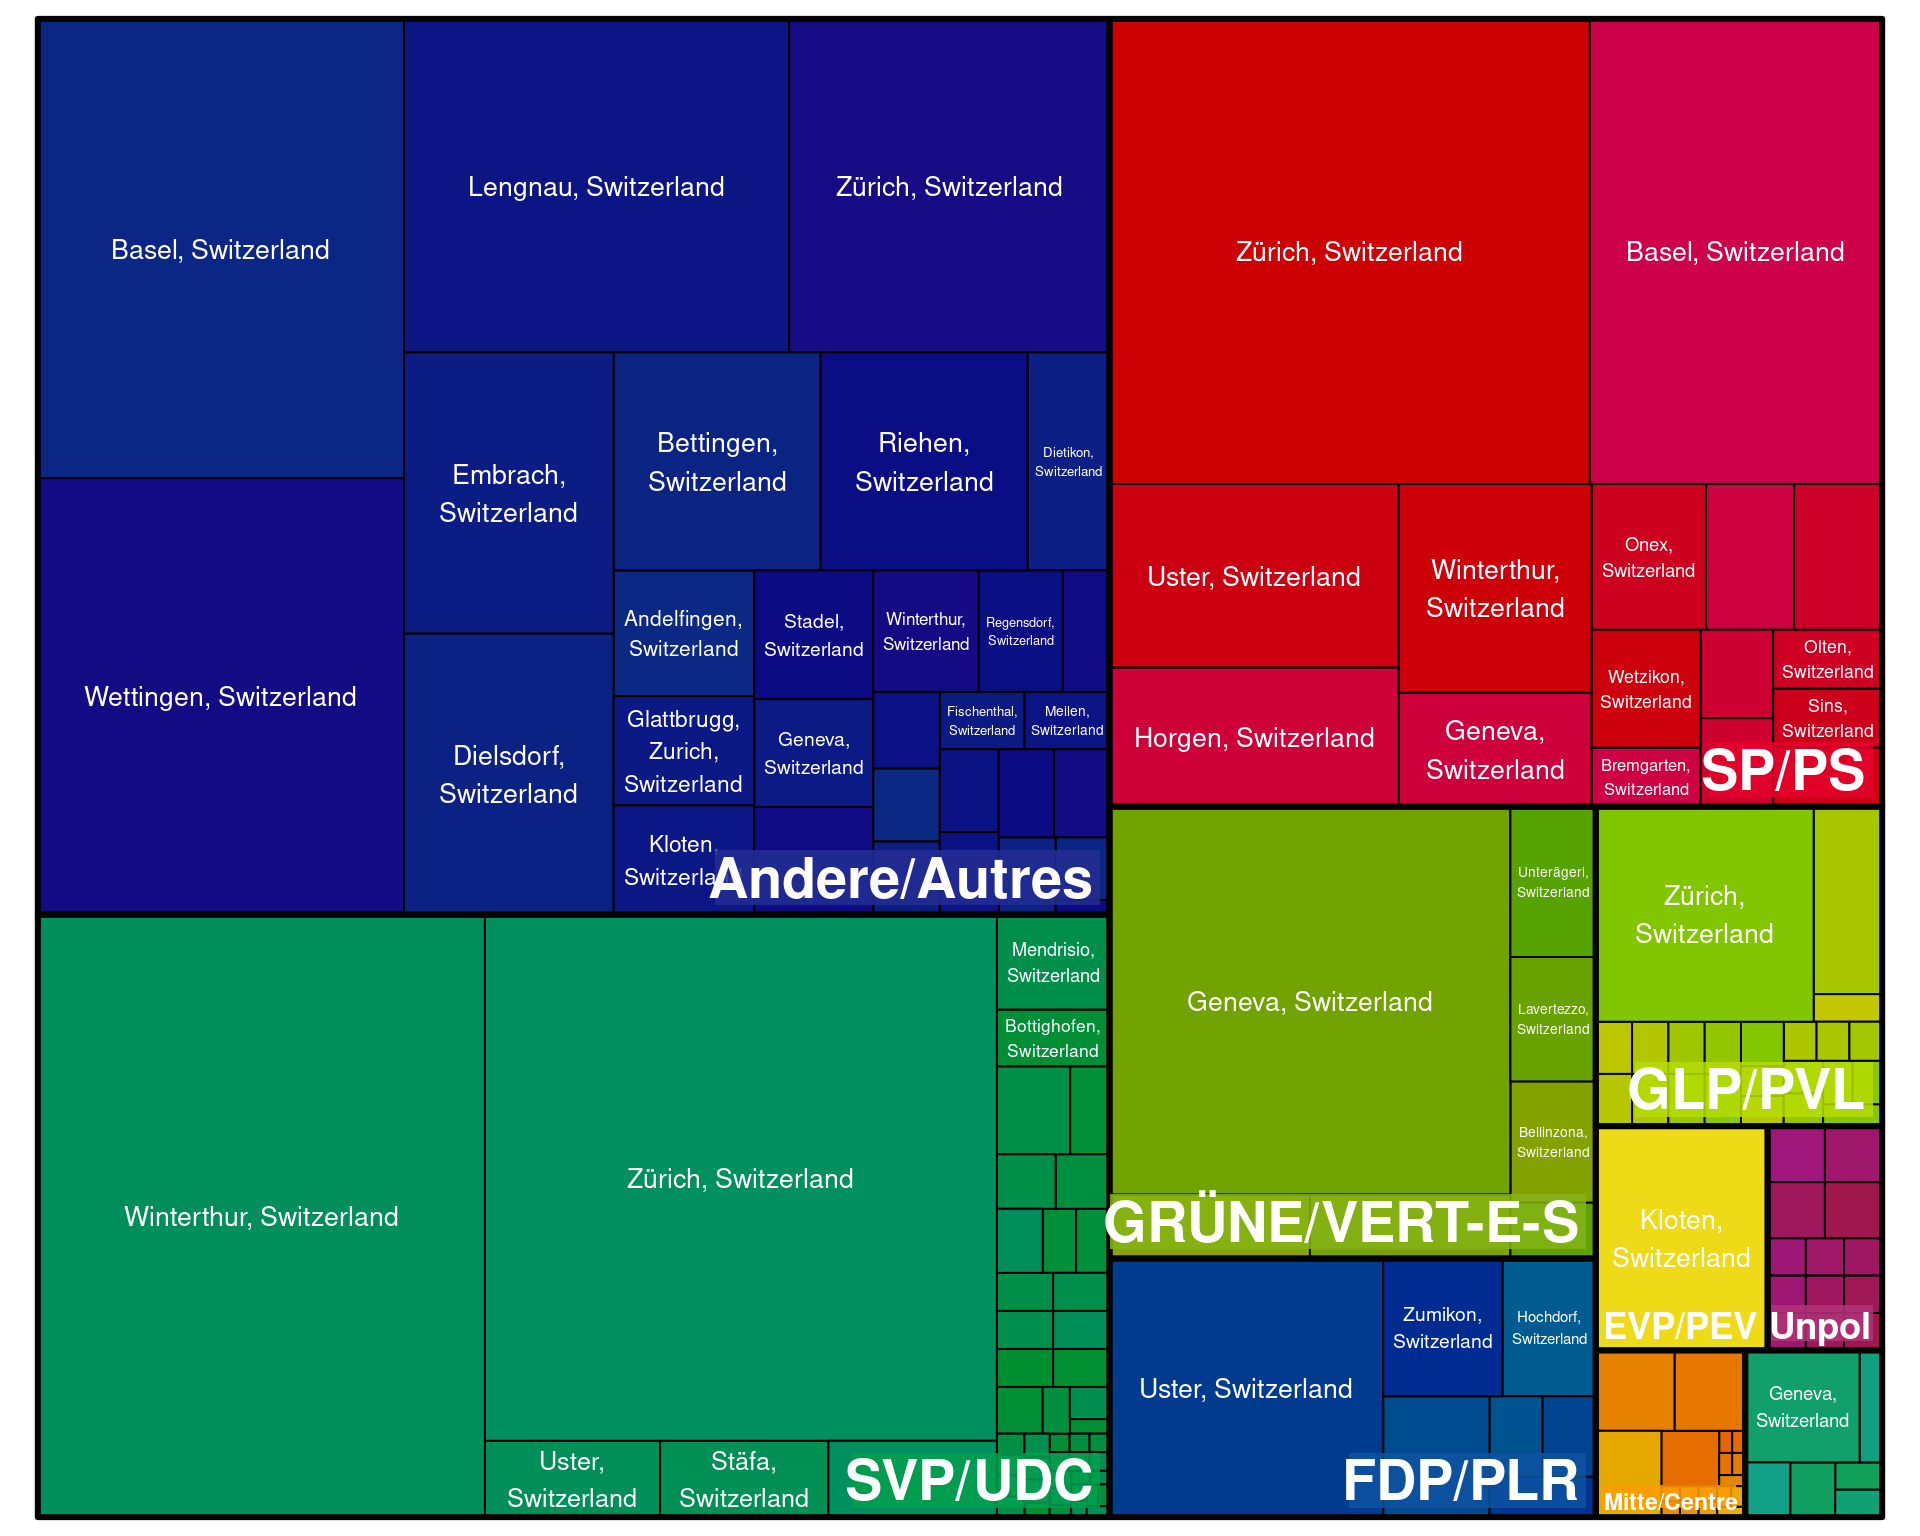 Basel, Switzerland
Lengnau, Switzerland
Zürich, Switzerland
Wettingen, Switzerland
Embrach,
Switzerland
Bettingen,
Switzerland
Riehen,
Switzerland
Dietikon,
Switzerland
Dielsdorf,
Switzerland
Andelfingen,
Switzerland
Stadel,
Switzerland
Winterthur,
Switzerland
Regensdorf,
Switzerland
Glattbrugg,
Zurich,
Switzerland
Geneva,
Switzerland
Fischenthal,
Switzerland
Meilen,
Switzerland
Kloten,
Switzerla
Andere/Autres
Zürich, Switzerland
Basel, Switzerland
Uster, Switzerland
Winterthur,
Switzerland
Horgen, Switzerland
Geneva,
Switzerland
Onex,
Switzerland
Wetzikon,
Switzerland
Olten,
Switzerland
Sins,
Switzerland
Bremgarten,
Switzerland
SP/PS
Winterthur, Switzerland
Zürich, Switzerland
Mendrisio,
Switzerland
Bottighofen,
Switzerland
Uster,
Switzerland
Stäfa,
Switzerland
SVP/UDC
Geneva, Switzerland
Unterägeri,
Switzerland
Lavertezzo,
Switzerland
Bellinzona,
Switzerland
GRÜNE/VERT-E-S
Zürich,
Switzerland
GLP/PVL
Uster, Switzerland
Zumikon,
Switzerland
Hochdorf,
Switzerland
FDP/PLR
Kloten,
Switzerland
EVP/PEV
Unpol
Mitte/Centre
Geneva,
Switzerland